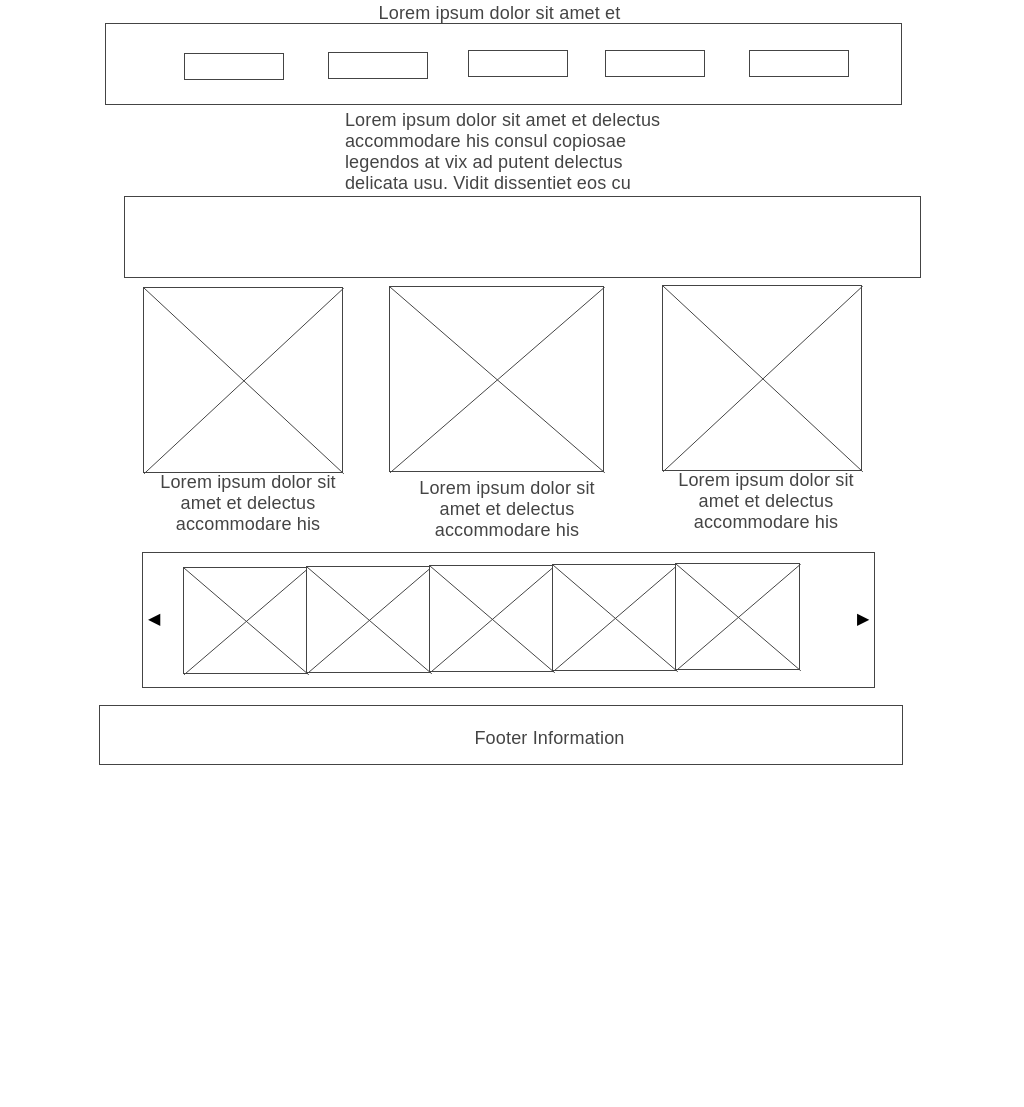 Lorem ipsum dolor sit amet et
Lorem ipsum dolor sit amet et delectus
accommodare his consul copiosae
legendos at vix ad putent delectus
delicata usu. Vidit dissentiet eos cu
Lorem ipsum dolor sit
amet et delectus
accommodare his
Lorem ipsum dolor sit
amet et delectus
accommodare his
Lorem ipsum dolor sit
amet et delectus
accommodare his
Footer Information